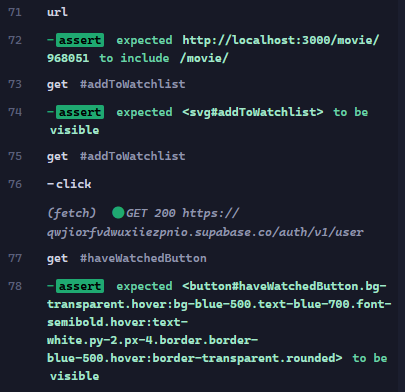 71 url
72 -assert expected http://localhost:3000/movie/
968051 to include /movie/
73 get #addToWatchlist
74 -assert expected <svg#addToWatchlist> to be
visible
75 get #addToWatchlist
76 -click
(fetch) GET 200 https://
qwjiorfvdwuxiiezpnio.supabase.co/auth/v1/user
77 get #haveWatchedButton
78 -assert expected <button#haveWatchedButton.bg-
transparent.hover:bg-blue-500.text-blue-700.font-
semibold.hover:text-
white.py-2.px-4.border.border-
blue-500.hover:border-transparent.rounded> to be
visible